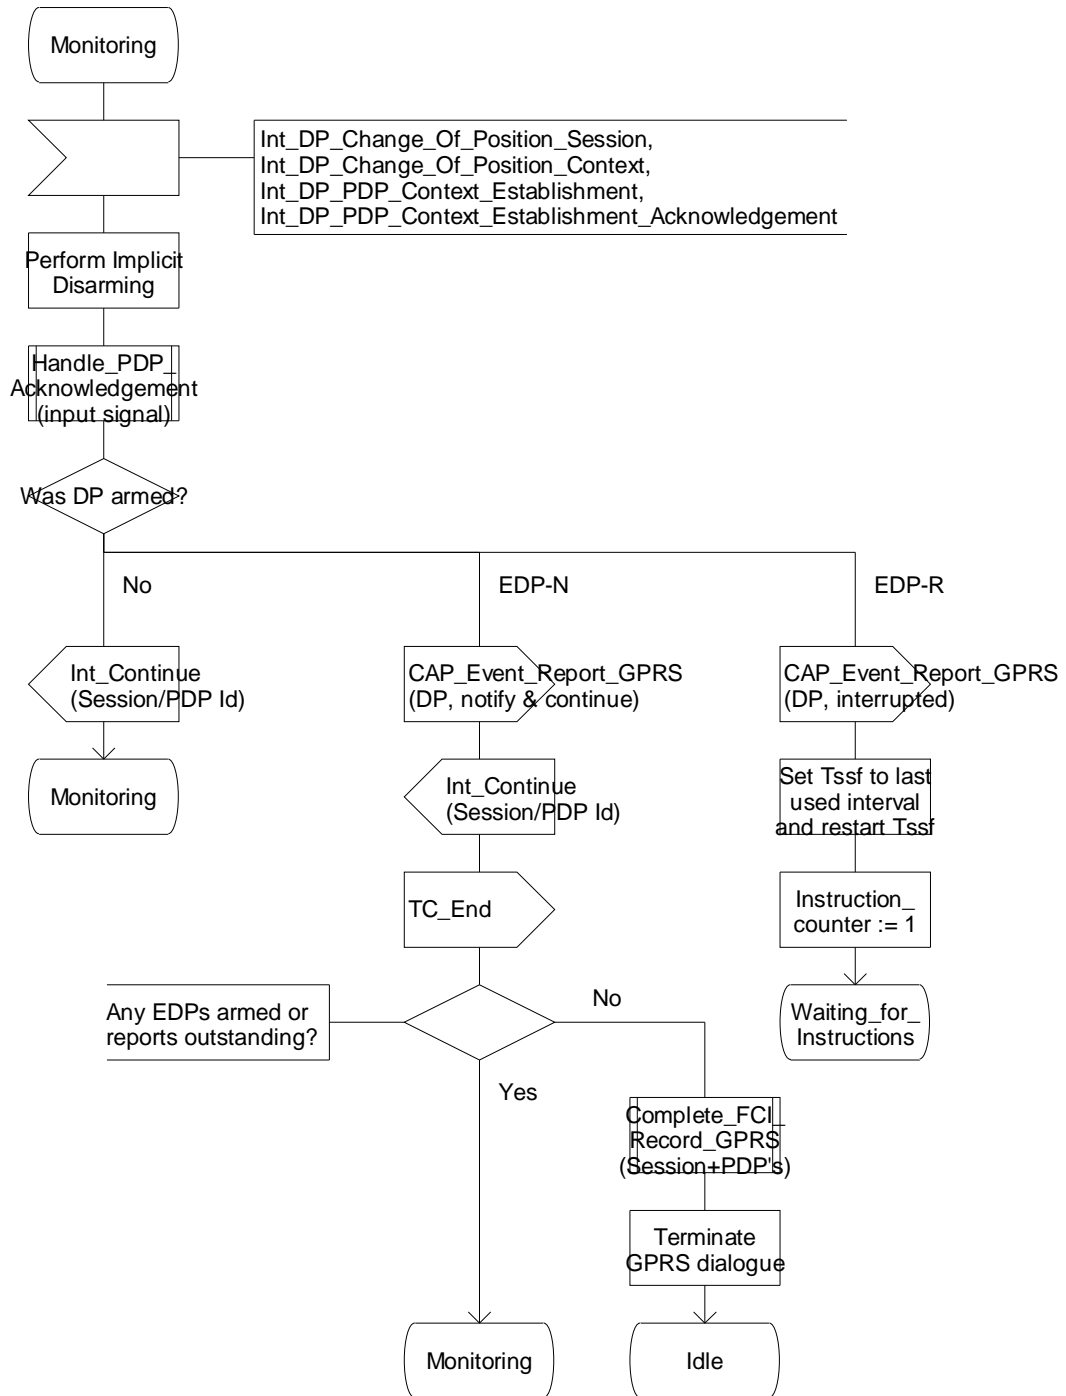 Monitoring
Int_DP_Change_Of_Position_Session,
Int_DP_Change_Of_Position_Context,
Int_DP_PDP_Context_Establishment,
Int_DP_PDP_Context_Establishment_Acknowledgement
Perform Implicit
Disarming
Handle_PDP_
Acknowledgement
(input signal)
Was DP armed?
No
EDP-N
EDP-R
Int_Continue
(Session/PDP Id)
CAP_Event_Report_GPRS
(DP, notify & continue)
CAP_Event_Report_GPRS
(DP, interrupted)
Monitoring
Int_Continue
(Session/PDP Id)
Set Tssf to last
used interval
and restart Tssf
TC_End
Instruction_
counter := 1
Any EDPs armed or
reports outstanding?
No
Yes
Waiting_for_
Instructions
Complete_FCI_
Record_GPRS
(Session+PDP's)
Terminate
GPRS dialogue
Monitoring
Idle